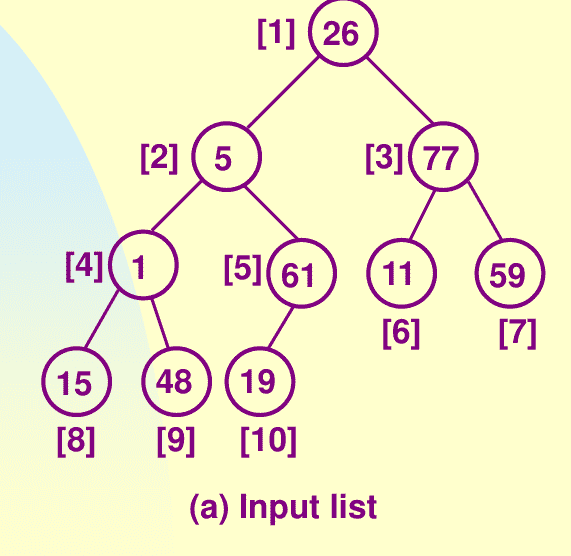 [1] 26
[2] 5 [3] 77
[4] 1 [5] 61 11 59
[6] [7]
15 48 19
[8] [9] [10]
(a) Input list